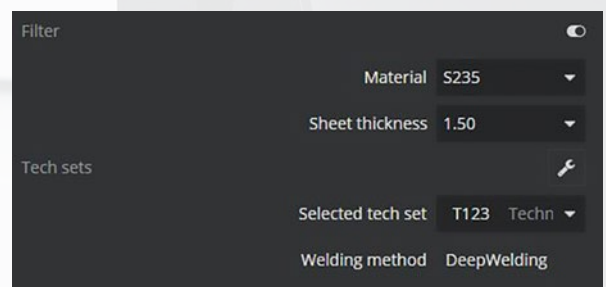 Filter
Material S235
Sheet thickness 1.50
Tech sets
Selected tech set T123 Techn
Welding method DeepWelding